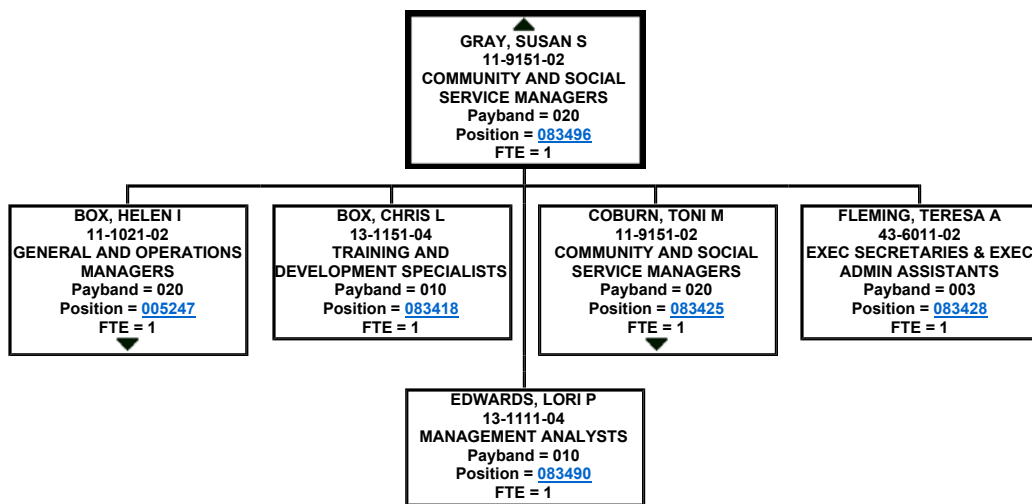 GRAY, SUSAN S
11-9151-02
COMMUNITY AND SOCIAL
SERVICE MANAGERS
Payband = 020
Position = 083496
FTE = 1
BOX, HELEN I
11-1021-02
GENERAL AND OPERATIONS
MANAGERS
Payband = 020
Position = 005247
FTE = 1
BOX, CHRIS L
13-1151-04
TRAINING AND
DEVELOPMENT SPECIALISTS
Payband = 010
Position = 083418
FTE = 1
COBURN, TONI M
11-9151-02
COMMUNITY AND SOCIAL
SERVICE MANAGERS
Payband = 020
Position = 083425
FTE = 1
FLEMING, TERESA A
43-6011-02
EXEC SECRETARIES & EXEC
ADMIN ASSISTANTS
Payband = 003
Position = 083428
FTE = 1
EDWARDS, LORI P
13-1111-04
MANAGEMENT ANALYSTS
Payband = 010
Position = 083490
FTE = 1